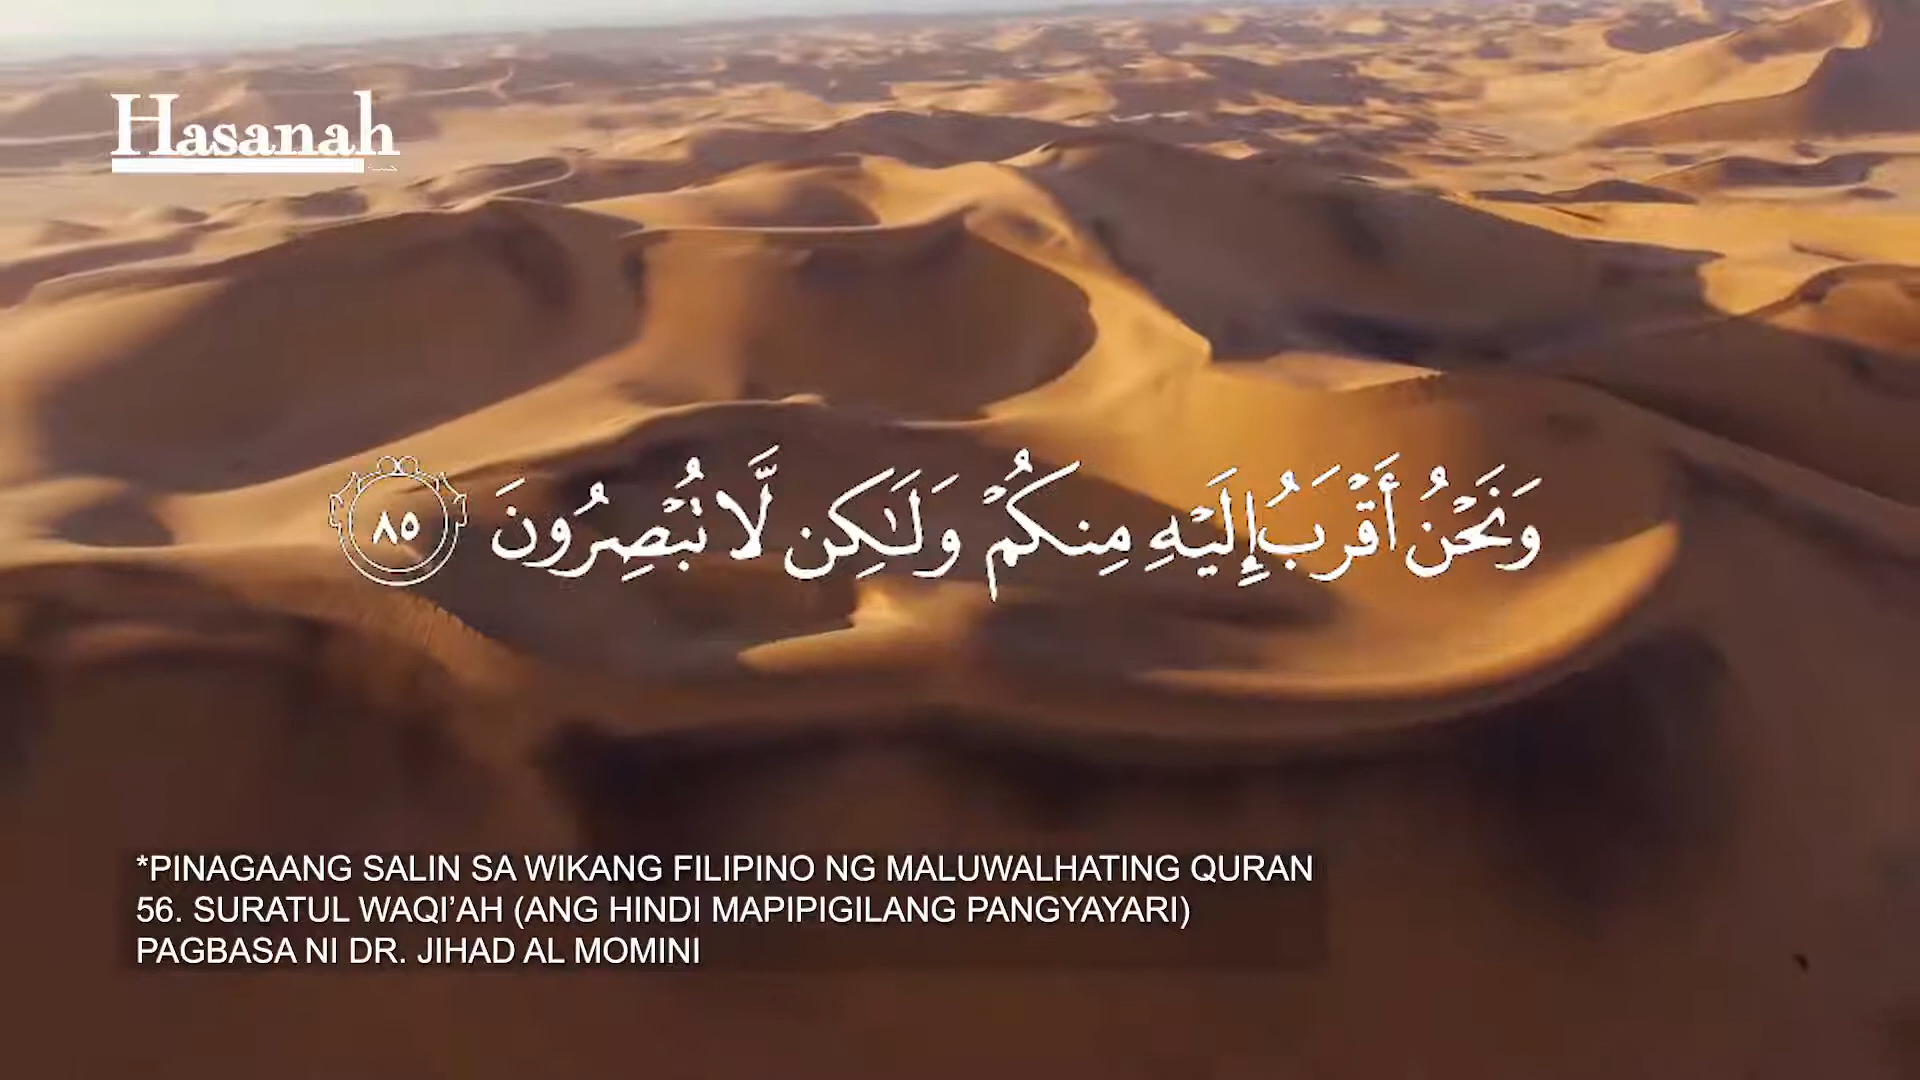 Hasanah
وَنَحْنُ أَقْرَبُ إِلَيْهِ مِنكُمْ وَلَـٰكِن لَّا تُبْصِرُونَ ٨٥
*PINAGAANG SALIN SA WIKANG FILIPINO NG MALUWALHATING QURAN
56. SURATUL WAQI’AH (ANG HINDI MAPIPIGILANG PANGYAYARI)
PAGBASA NI DR. JIHAD AL MOMINI